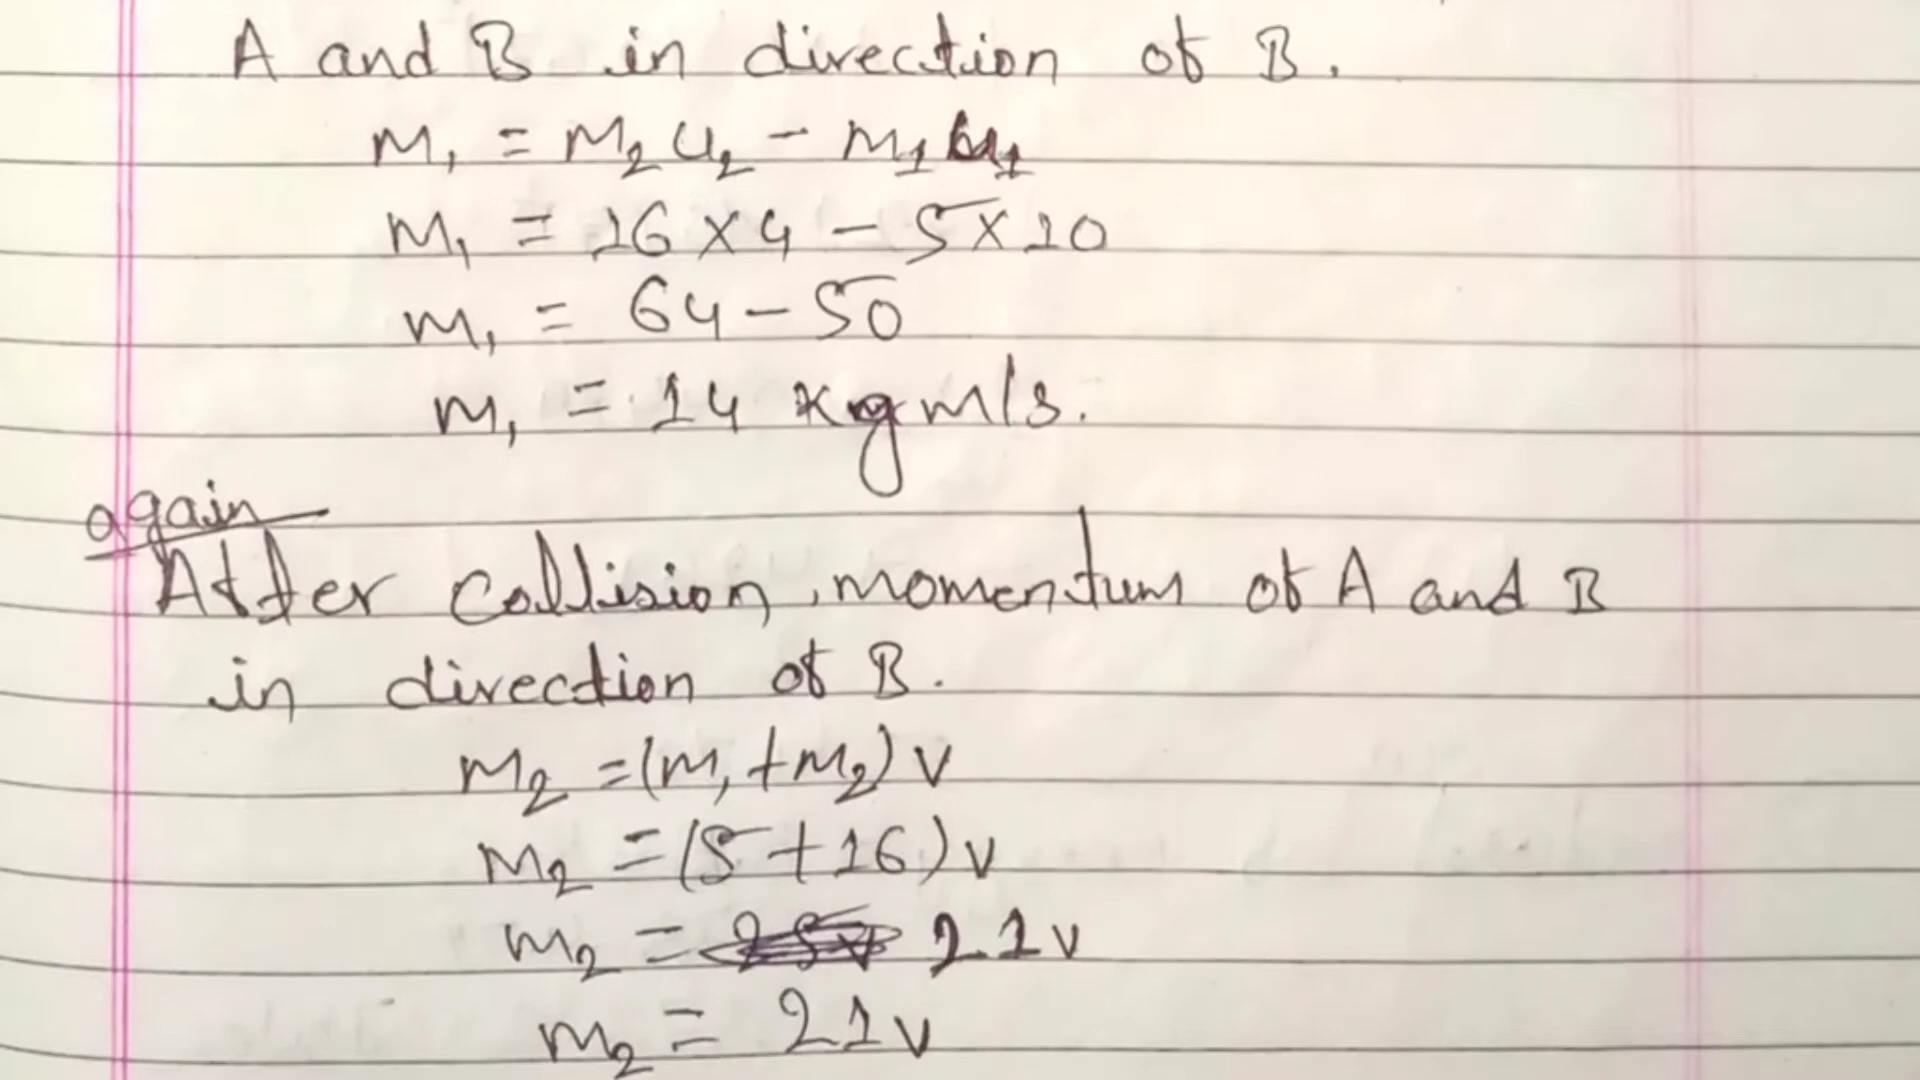 A and B in direction of B.
M₁ = M₂u₂ - m₁u₁
M₁ = 16 x 4 - 5 x 10
m₁ = 64 - 50
m₁ = 14 kgm/s.
again
After collision, momentum of A and B
in direction of B.
M₂ = (m₁ + m₂) v
M₂ = (5 + 16) v
m₂ = 21v
m₂ = 21v